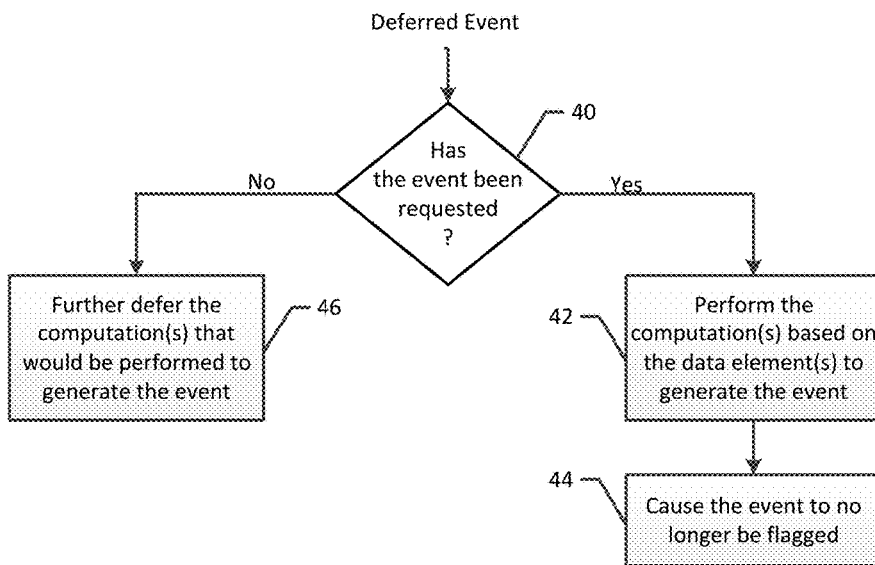 Deferred Event
40
Has
the event been
requested
?
No
Yes
Further defer the
computation(s) that
would be performed to
generate the event
46
42
Perform the
computation(s) based on
the data element(s) to
generate the event
44
Cause the event to no
longer be flagged